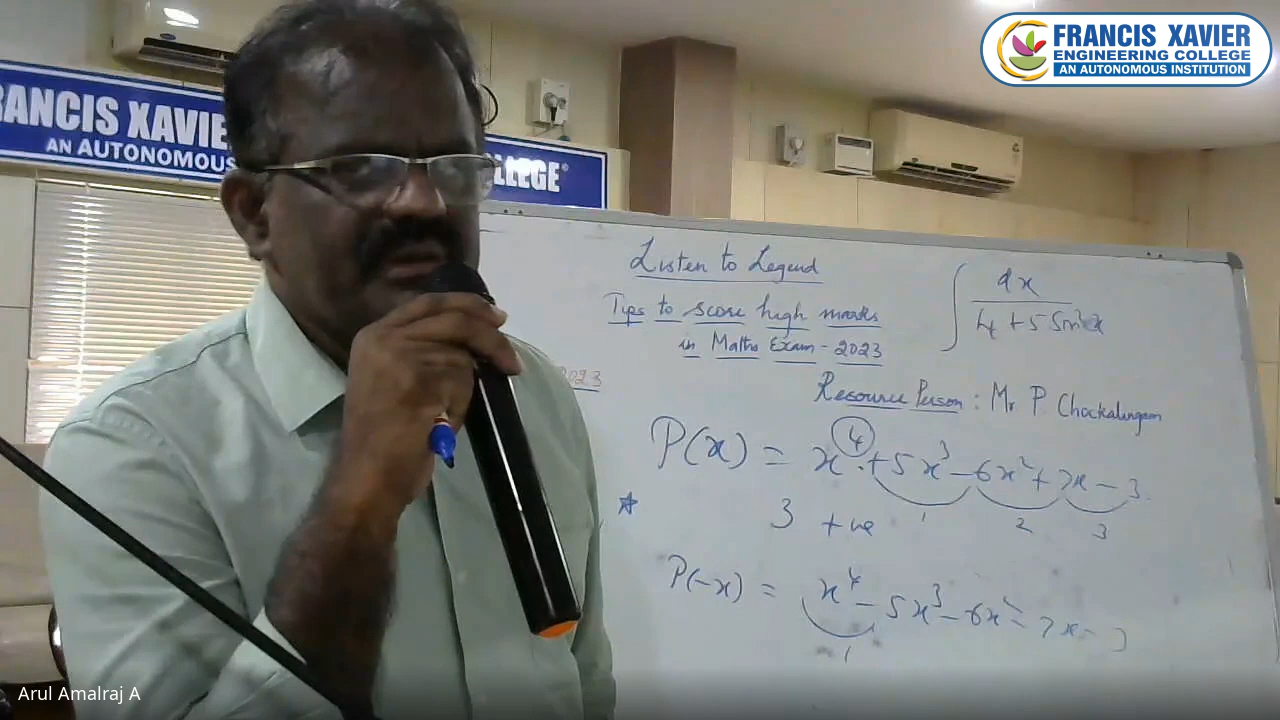 FRANCIS XAVIER
ENGINEERING COLLEGE
AN AUTONOMOUS INSTITUTION
RANCIS XAVIE
AN AUTONOMOUS
LLEGE
Listen to Legend
Tips to score high marks
in Maths Exam - 2023
∫ dx / 4 + 5 Sin²x
2023
Resource Person : Mr P Chockalingam
P(x) = x⁴ + 5x³ - 6x² + 7x - 3
1 2 3
3 +ve
P(-x) = x⁴ - 5x³ - 6x² - 7x - 3
1
Arul Amalraj A